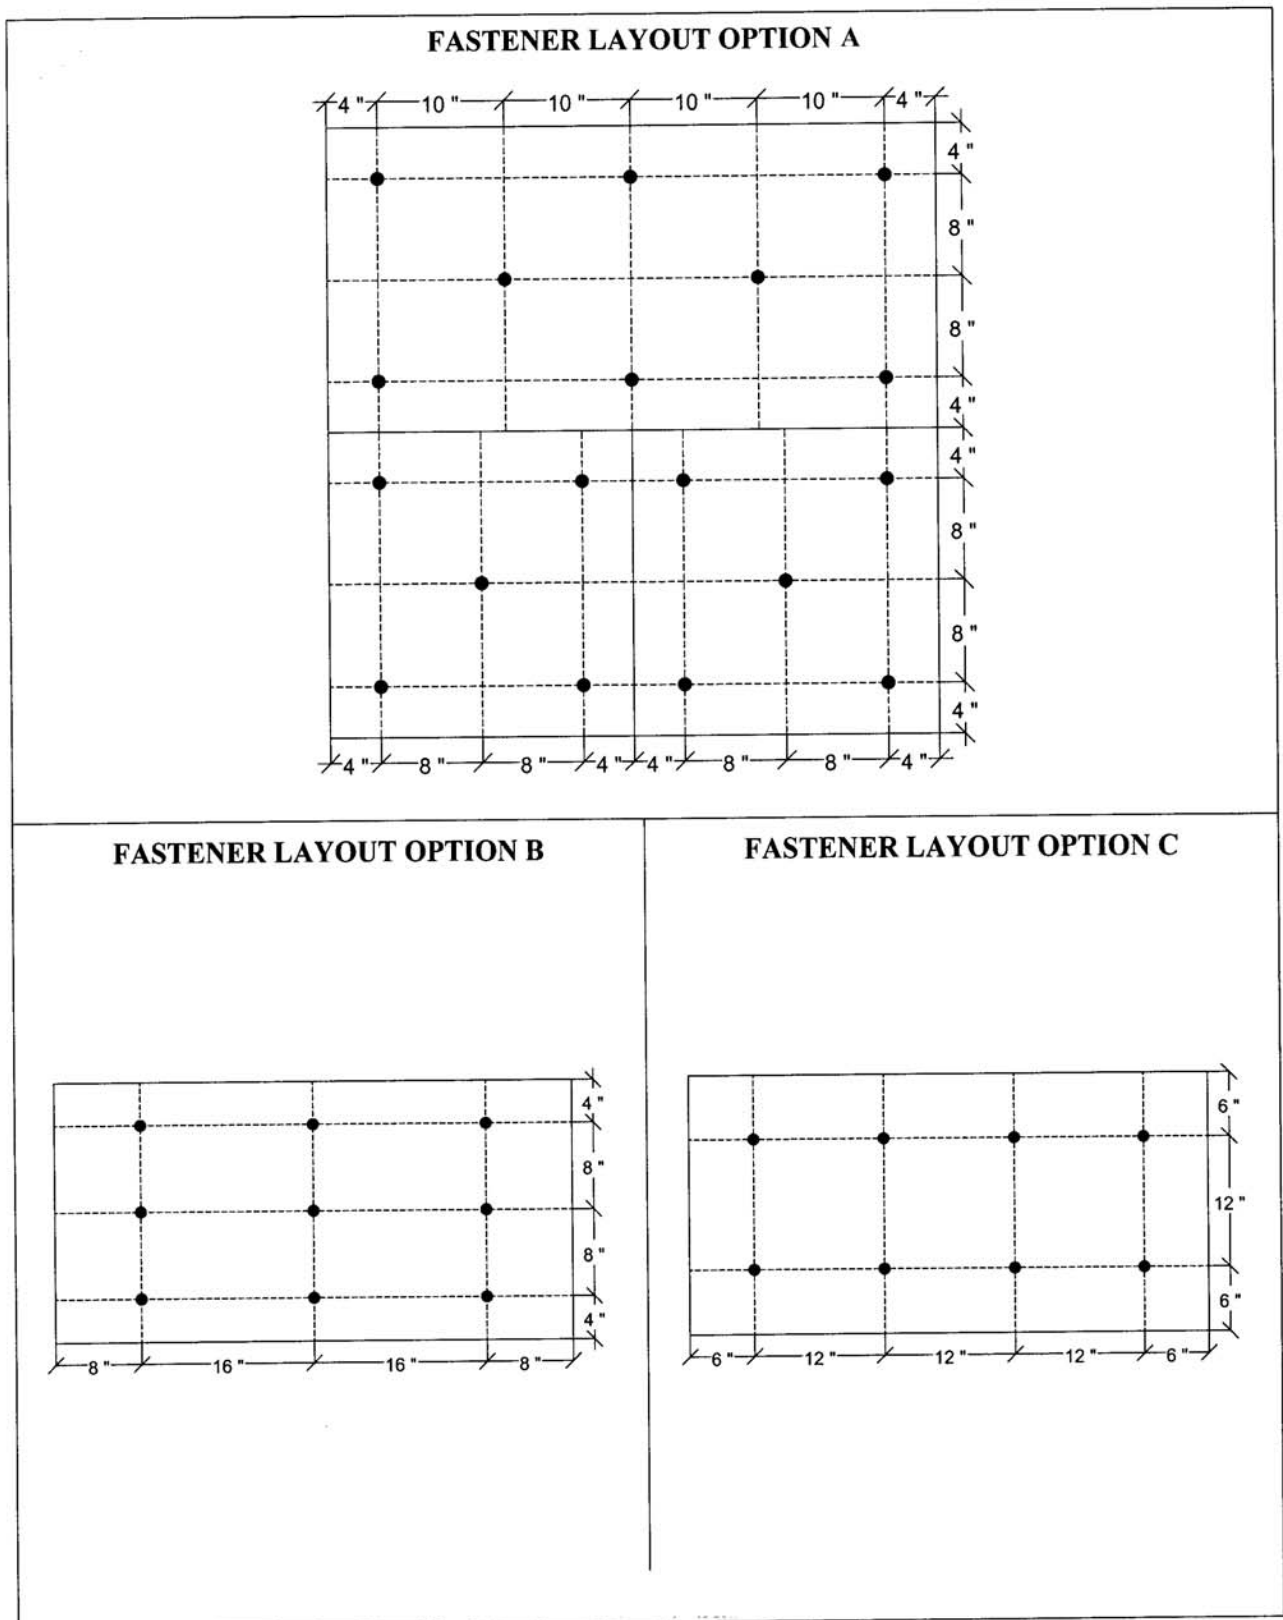 FASTENER LAYOUT OPTION A
4 " 10 " 10 " 10 " 10 " 4 "
4 "
8 "
8 "
4 "
4 "
8 "
8 "
4 "
4 " 8 " 8 " 4 " 4 " 8 " 8 " 4 "
FASTENER LAYOUT OPTION B
4 "
8 "
8 "
4 "
8 " 16 " 16 " 8 "
FASTENER LAYOUT OPTION C
6 "
12 "
6 "
6 " 12 " 12 " 12 " 6 "